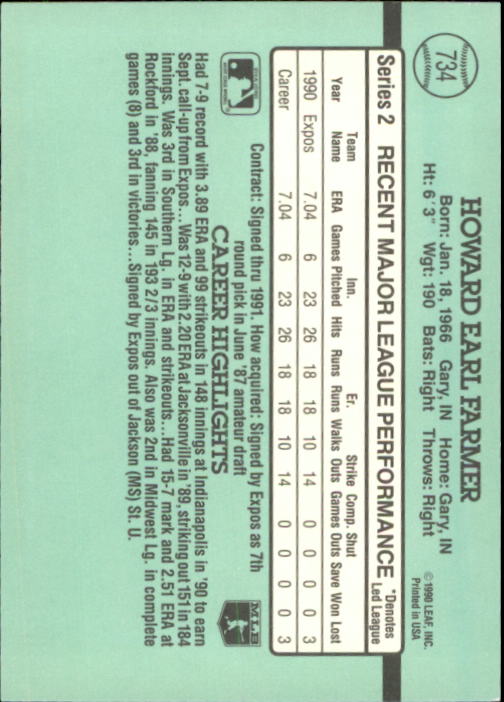 734
HOWARD EARL FARMER
Born: Jan. 18, 1966 Gary, IN Home: Gary, IN
Ht: 6' 3" Wgt: 190 Bats: Right Throws: Right
© 1990 LEAF, INC.
Printed in USA
Series 2 RECENT MAJOR LEAGUE PERFORMANCE *Denotes Led League
Year Team Name ERA Games Inn. Pitched Hits Runs Er. Runs Walks Strike Outs Comp. Games Shut Outs Save Won Lost
1990 Expos 7.04 6 23 26 18 18 10 14 0 0 0 0 3
Career 7.04 6 23 26 18 18 10 14 0 0 0 0 3
Contract: Signed thru 1991. How acquired: Signed by Expos as 7th
round pick in June '87 amateur draft
MLB
CAREER HIGHLIGHTS
Had 7-9 record with 3.89 ERA and 99 strikeouts in 148 innings at Indianapolis in '90 to earn
Sept. call-up from Expos... Was 12-9 with 2.20 ERA at Jacksonville in '89, striking out 151 in 184
innings. Was 3rd in Southern Lg. in ERA and strikeouts...Had 15-7 mark and 2.51 ERA at
Rockford in '88, fanning 145 in 193 2/3 innings. Also was 2nd in Midwest Lg. in complete
games (8) and 3rd in victories...Signed by Expos out of Jackson (MS) St. U.